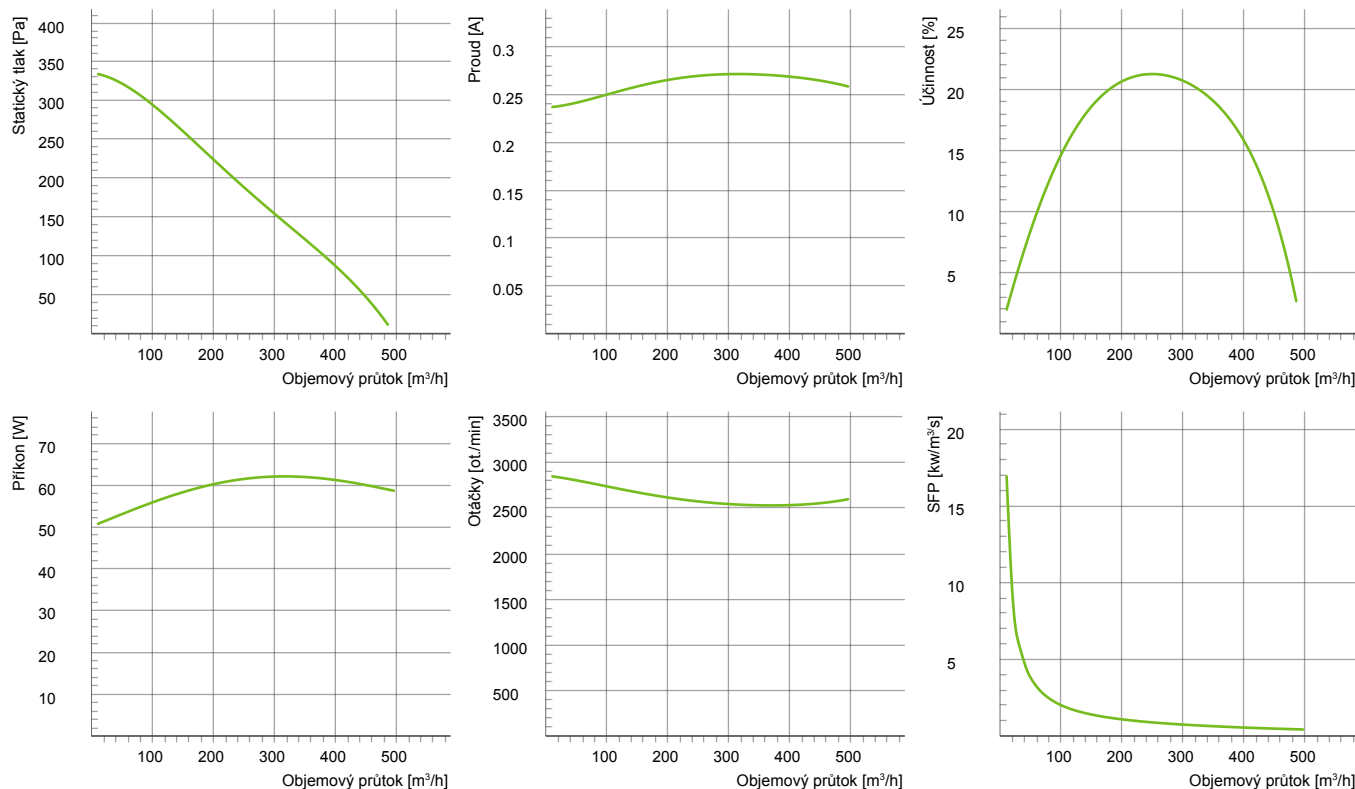 Statický tlak [Pa]
400
350
300
250
200
150
100
50
100 200 300 400 500
Objemový průtok [m³/h]
Proud [A]
0.3
0.25
0.2
0.15
0.1
0.05
100 200 300 400 500
Objemový průtok [m³/h]
Účinnost [%]
25
20
15
10
5
100 200 300 400 500
Objemový průtok [m³/h]
Příkon [W]
70
60
50
40
30
20
10
100 200 300 400 500
Objemový průtok [m³/h]
Otáčky [ot./min]
3500
3000
2500
2000
1500
1000
500
100 200 300 400 500
Objemový průtok [m³/h]
SFP [kw/m³/s]
20
15
10
5
100 200 300 400 500
Objemový průtok [m³/h]